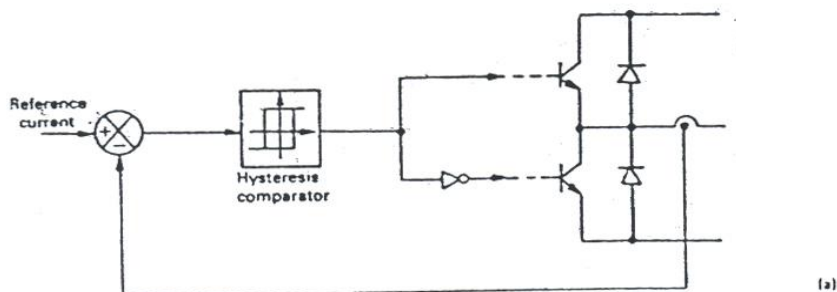 Reference
current
+
-
Hysteresis
comparator
(a)